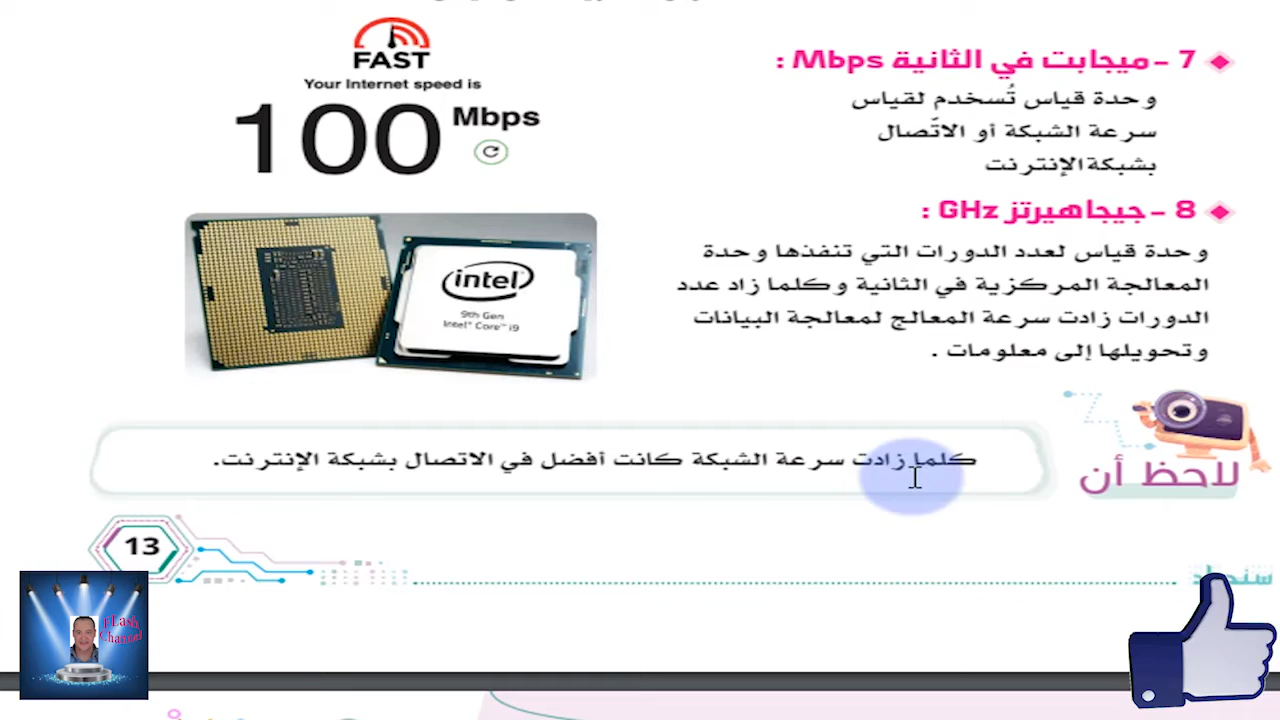 FAST
Your Internet speed is
100 Mbps
7 - ميجابت في الثانية Mbps :
وحدة قياس تُسخدم لقياس
سرعة الشبكة أو الاتّصال
بشبكة الإنترنت
8 - جيجاهيرتز GHz :
وحدة قياس لعدد الدورات التي تنفذها وحدة
المعالجة المركزية في الثانية وكلما زاد عدد
الدورات زادت سرعة المعالج لمعالجة البيانات
وتحويلها إلى معلومات .
intel
9th Gen
Intel® Core™ i9
لاحظ أن
كلما زادت سرعة الشبكة كانت أفضل في الاتصال بشبكة الإنترنت.
13
FLash
Channel